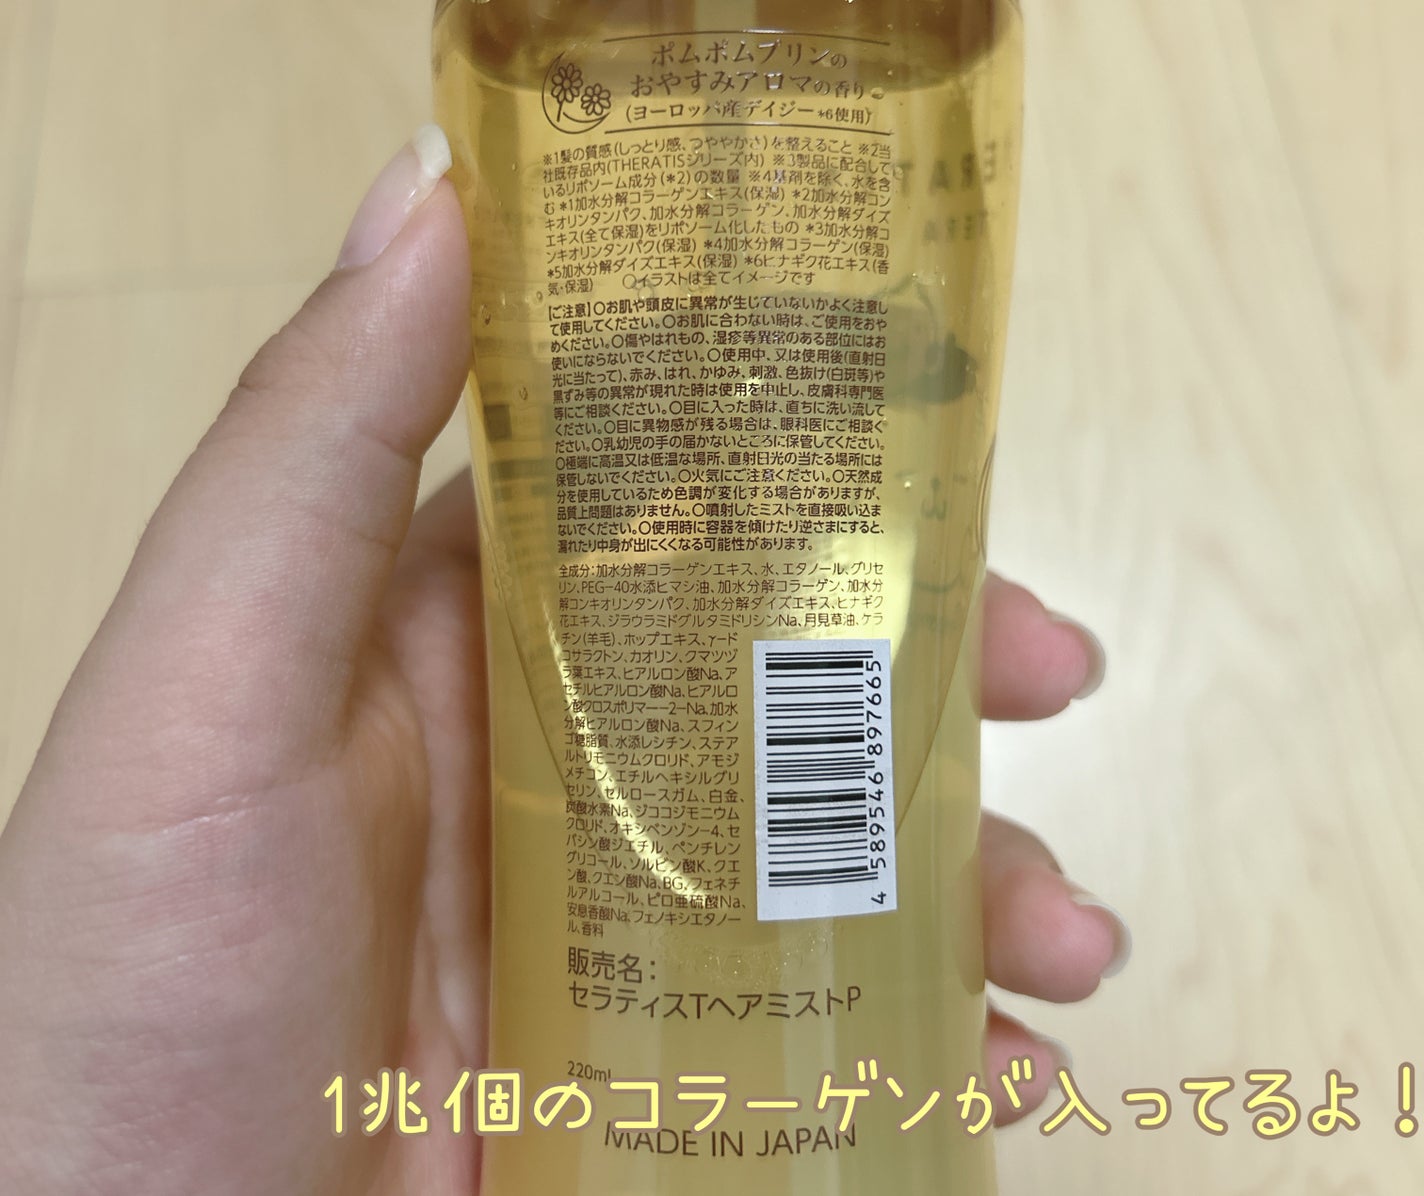 ポムポムプリンの
おやすみアロマの香り
(ヨーロッパ産デイジー*6使用)
※1髪の質感(しっとり感、つややかさ)を整えること ※2当
社既存品内(THERATISシリーズ内) ※3製品に配合して
いるリポソーム成分(*2)の数量 ※4基剤を除く、水を含
む *1加水分解コラーゲンエキス(保湿) *2加水分解コン
キオリンタンパク、加水分解コラーゲン、加水分解ダイズ
エキス(全て保湿)をリポソーム化したもの *3加水分解コ
ンキオリンタンパク(保湿) *4加水分解コラーゲン(保湿)
*5加水分解ダイズエキス(保湿) *6ヒナギク花エキス(香
気・保湿) 〇イラストは全てイメージです
【ご注意】〇お肌や頭皮に異常が生じていないかよく注意し
て使用してください。〇お肌に合わない時は、ご使用をおや
めください。〇傷やはれもの、湿疹等異常のある部位にはお
使いにならないでください。〇使用中、又は使用後(直射日
光に当たって)、赤み、はれ、かゆみ、刺激、色抜け(白斑等)や
黒ずみ等の異常が現れた時は使用を中止し、皮膚科専門医
等にご相談ください。〇目に入った時は、直ちに洗い流して
ください。〇目に異物感が残る場合は、眼科医にご相談く
ださい。〇乳幼児の手の届かないところに保管してください。
〇極端に高温又は低温な場所、直射日光の当たる場所には
保管しないでください。〇火気にご注意ください。〇天然成
分を使用しているため色調が変化する場合がありますが、
品質上問題はありません。〇噴射したミストを直接吸い込ま
ないでください。〇使用時に容器を傾けたり逆さまにすると、
漏れたり中身が出にくくなる可能性があります。
全成分:加水分解コラーゲンエキス、水、エタノール、グリセ
リン、PEG-40水添ヒマシ油、加水分解コラーゲン、加水分
解コンキオリンタンパク、加水分解ダイズエキス、ヒナギク
花エキス、ジラウラミドグルタミドリシンNa、月見草油、ケラ
チン(羊毛)、ホップエキス、γ-ド
コサラクトン、カオリン、クマツヅ
ラ葉エキス、ヒアルロン酸Na、ア
セチルヒアルロン酸Na、ヒアルロ
ン酸クロスポリマー-2-Na、加水
分解ヒアルロン酸Na、スフィン
ゴ糖脂質、水添レシチン、ステア
ルトリモニウムクロリド、アモジ
メチコン、エチルヘキシルグリ
セリン、セルロースガム、白金、
炭酸水素Na、ジココジモニウム
クロリド、オキシベンゾン-4、セ
バシン酸ジエチル、ペンチレン
グリコール、ソルビン酸K、クエ
ン酸、クエン酸Na、BG、フェネチ
ルアルコール、ピロ亜硫酸Na、
安息香酸Na、フェノキシエタノー
ル、香料
4 589546 897665
販売名:
セラティスTヘアミストP
220ml
1兆個のコラーゲンが入ってるよ!
MADE IN JAPAN